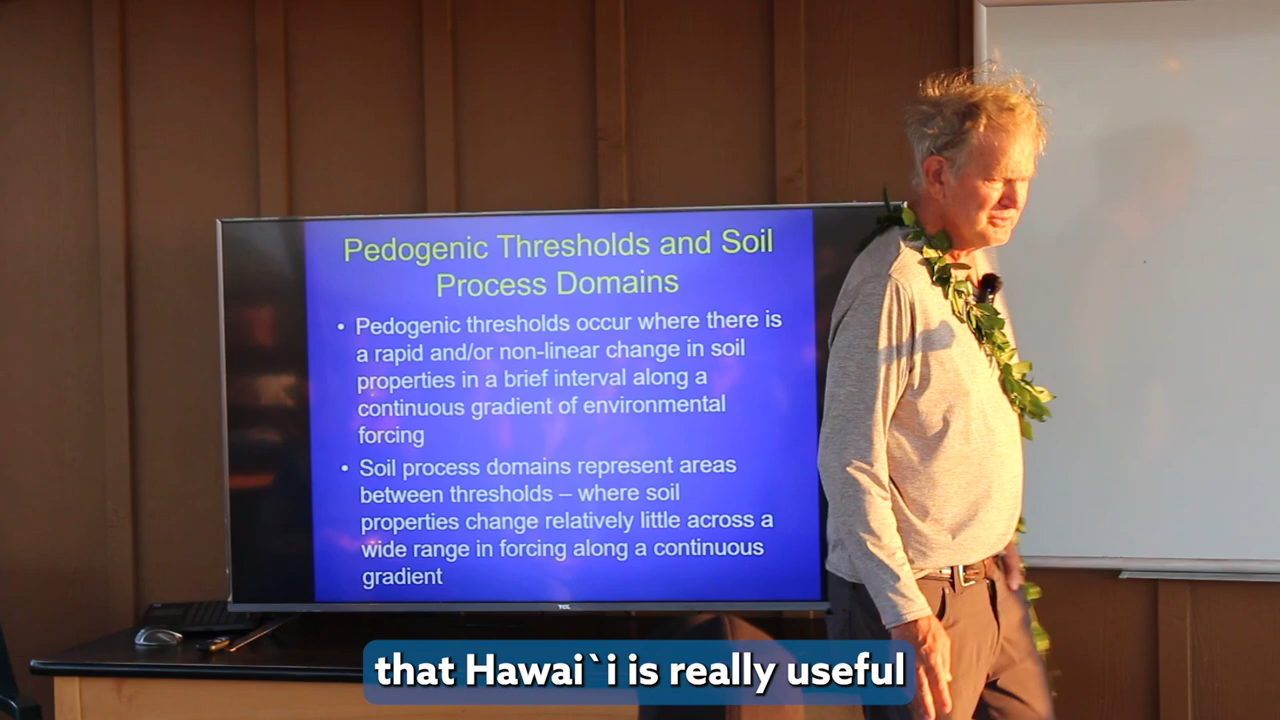 Pedogenic Thresholds and Soil
Process Domains
• Pedogenic thresholds occur where there is
a rapid and/or non-linear change in soil
properties in a brief interval along a
continuous gradient of environmental
forcing
• Soil process domains represent areas
between thresholds – where soil
properties change relatively little across a
wide range in forcing along a continuous
gradient
TCL
that Hawai`i is really useful